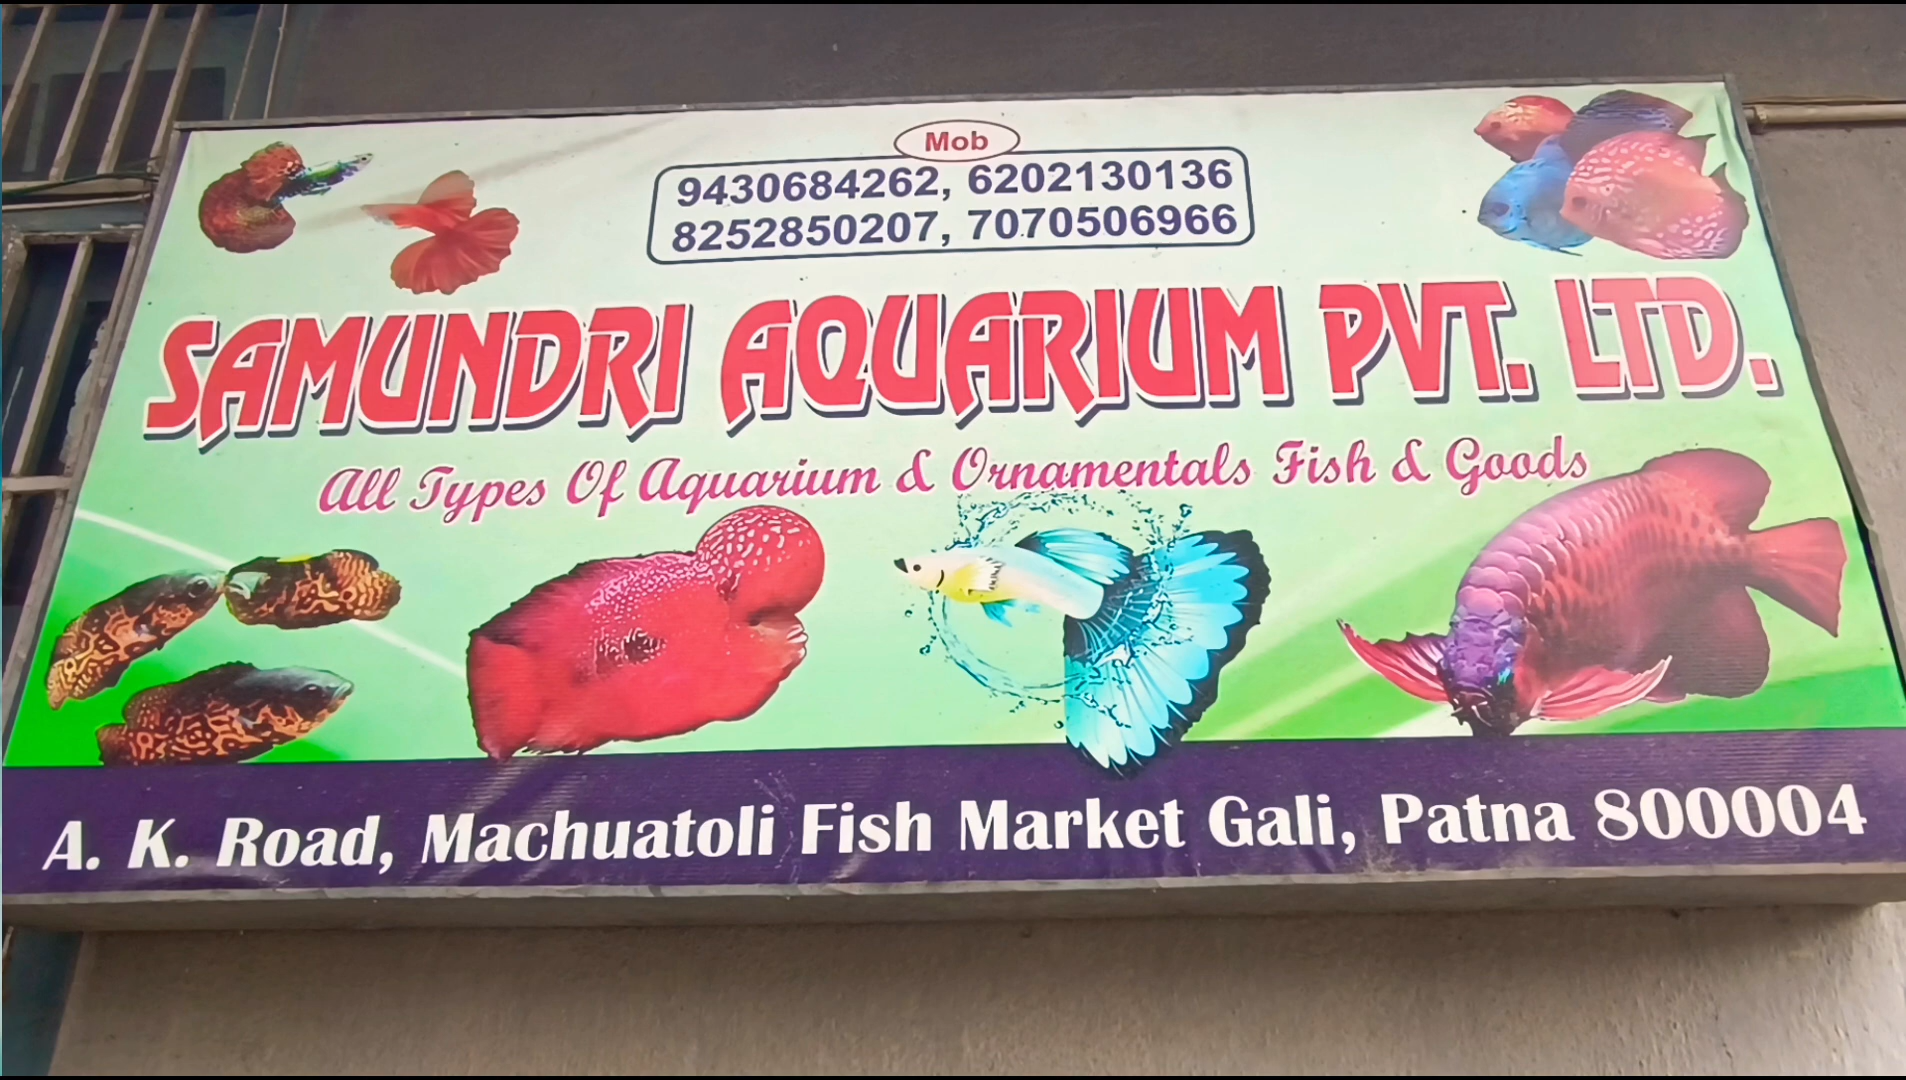 Mob
9430684262, 6202130136
8252850207, 7070506966
SAMUNDRI AQUARIUM PVT. LTD.
All Types Of Aquarium & Ornamentals Fish & Goods
A. K. Road, Machuatoli Fish Market Gali, Patna 800004